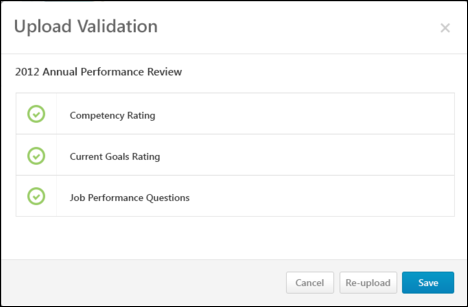 Upload Validation
2012 Annual Performance Review
Competency Rating
Current Goals Rating
Job Performance Questions
Cancel
Re-upload
Save